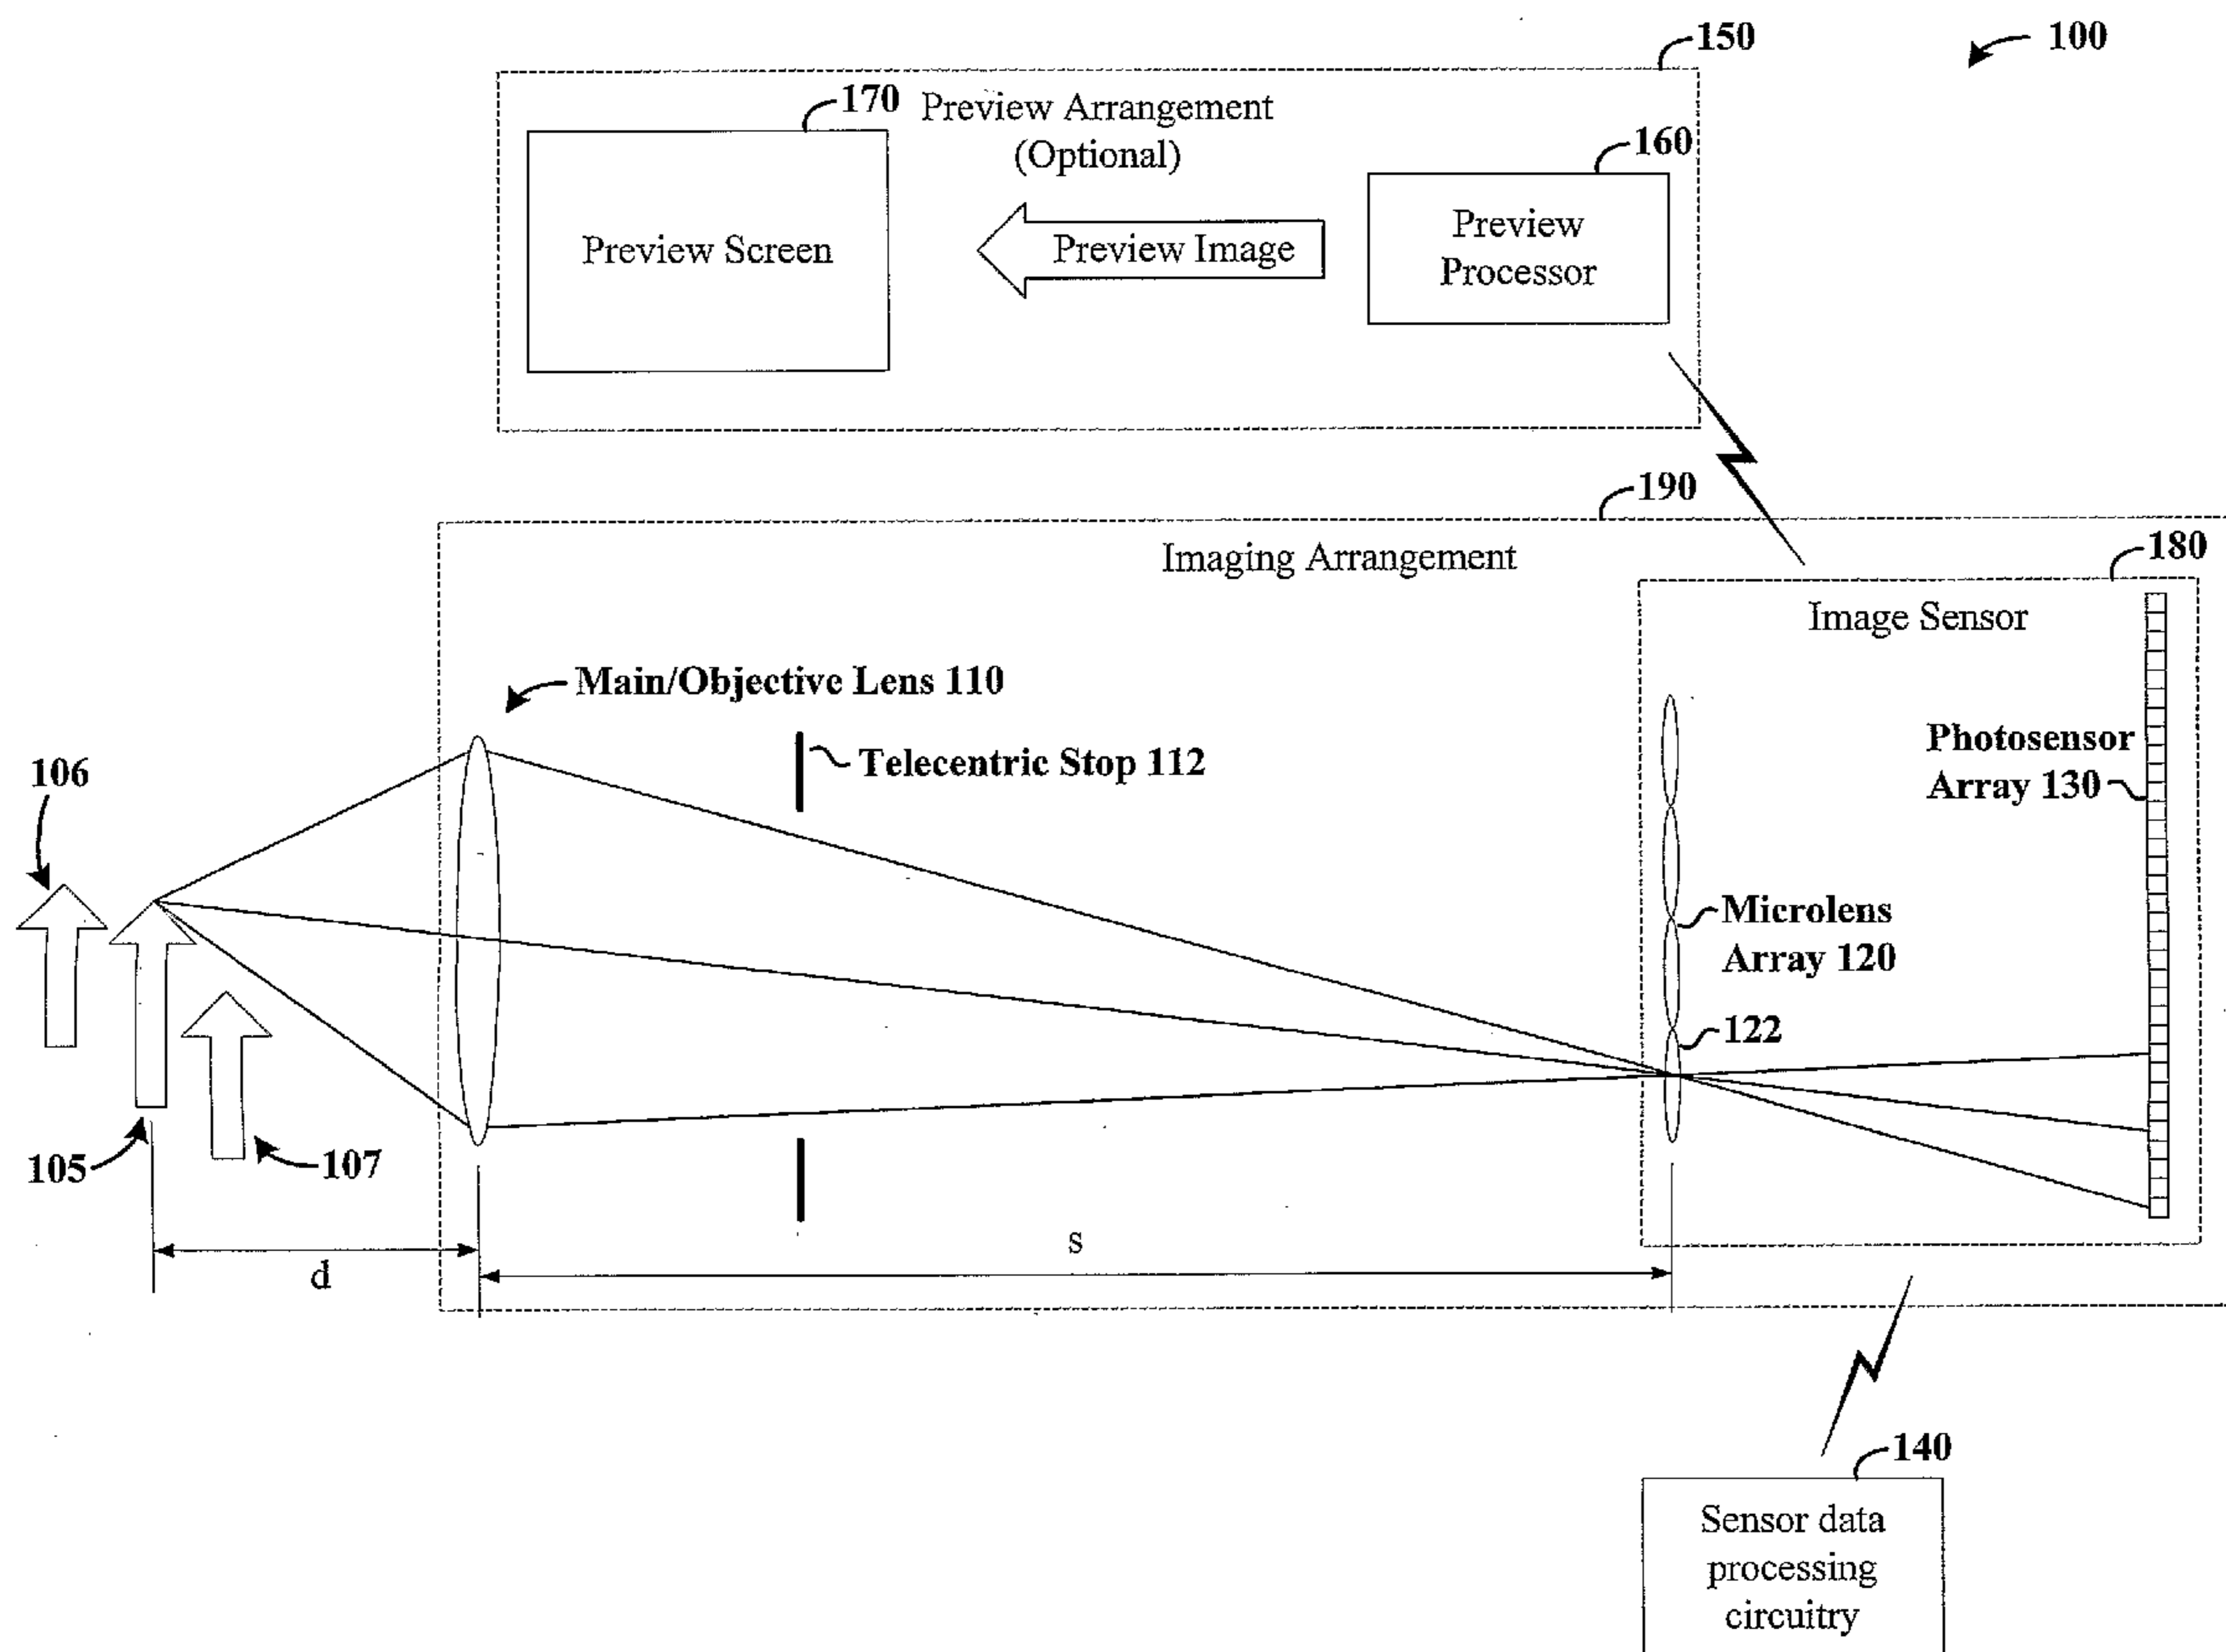 100
150
170
Preview Arrangement
(Optional)
160
Preview Screen
Preview Image
Preview
Processor
190
Imaging Arrangement
180
Image Sensor
Main/Objective Lens 110
Telecentric Stop 112
Photosensor
Array 130
106
Microlens
Array 120
122
105
107
d
s
140
Sensor data
processing
circuitry